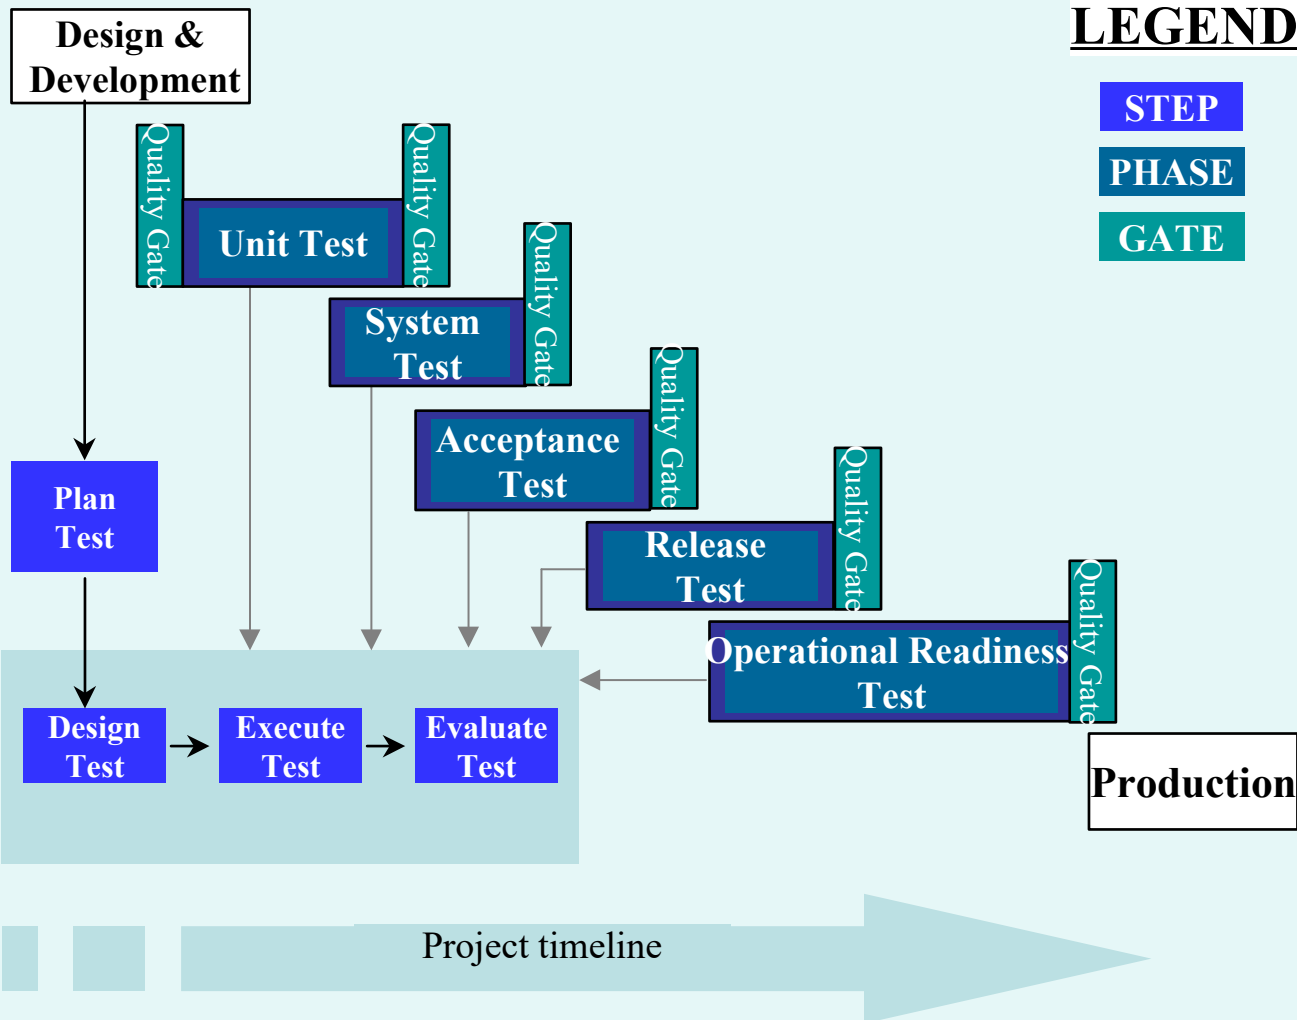 Design &
Development
LEGEND
STEP
PHASE
GATE
Quality Gate
Unit Test
Quality Gate
System
Test
Quality Gate
Acceptance
Test
Quality Gate
Plan
Test
Release
Test
Quality Gate
Operational Readiness
Test
Quality Gate
Design
Test
Execute
Test
Evaluate
Test
Production
Project timeline